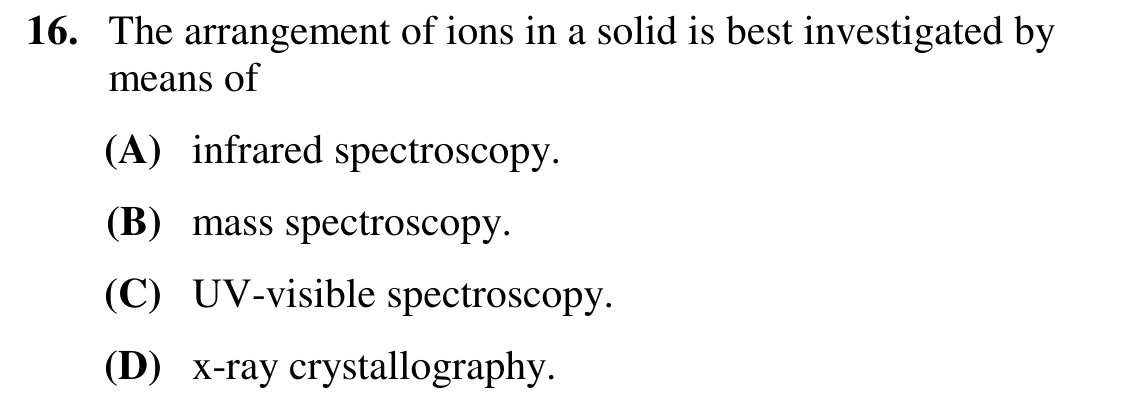 16. The arrangement of ions in a solid is best investigated by
means of
(A) infrared spectroscopy.
(B) mass spectroscopy.
(C) UV-visible spectroscopy.
(D) x-ray crystallography.